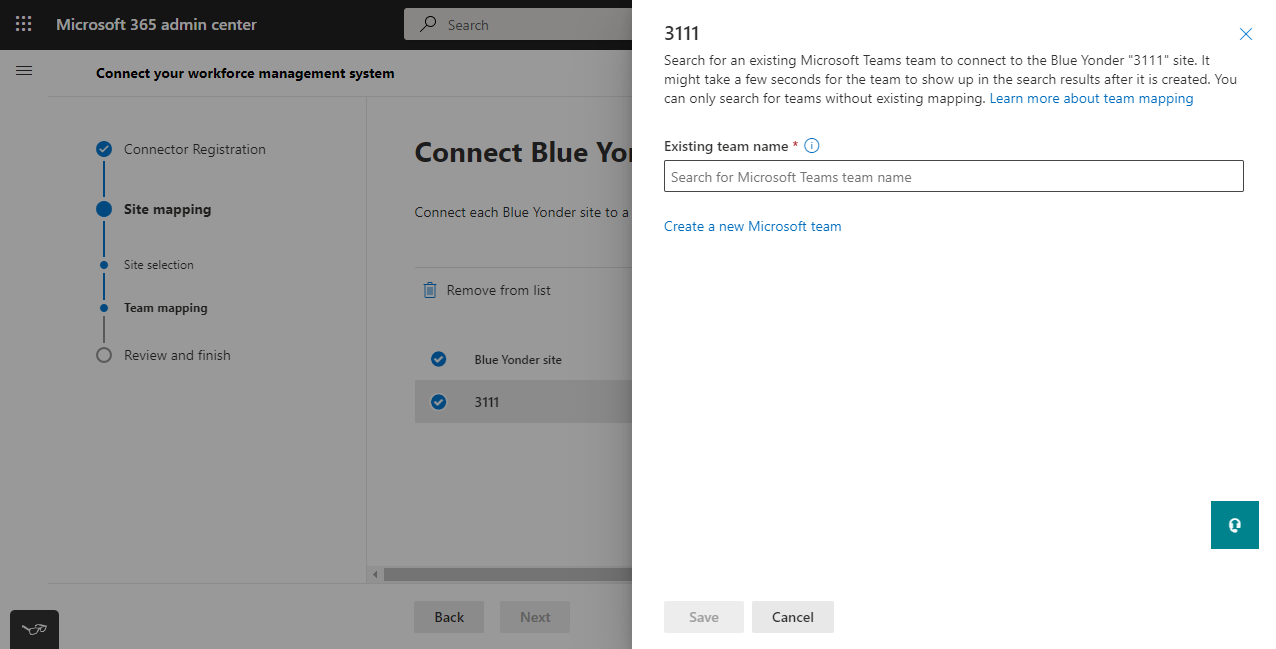 Microsoft 365 admin center
Search
Connect your workforce management system
Connector Registration
Site mapping
Site selection
Team mapping
Review and finish
Connect Blue Yo
Connect each Blue Yonder site to a
Remove from list
Blue Yonder site
3111
Back
Next
3111
Search for an existing Microsoft Teams team to connect to the Blue Yonder "3111" site. It
might take a few seconds for the team to show up in the search results after it is created. You
can only search for teams without existing mapping. Learn more about team mapping
Existing team name *
Search for Microsoft Teams team name
Create a new Microsoft team
Save
Cancel